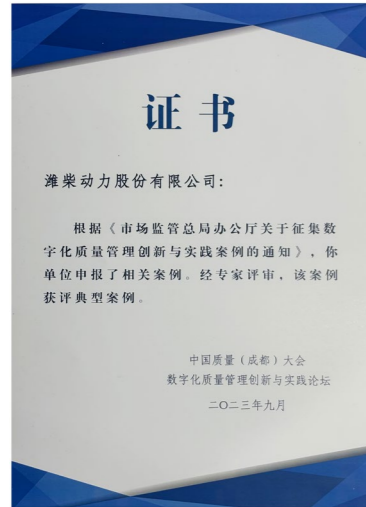 证书
潍柴动力股份有限公司：
根据《市场监管总局办公厅关于征集数
字化质量管理创新与实践案例的通知》，你
单位申报了相关案例。经专家评审，该案例
获评典型案例。
中国质量（成都）大会
数字化质量管理创新与实践论坛
二〇二三年九月